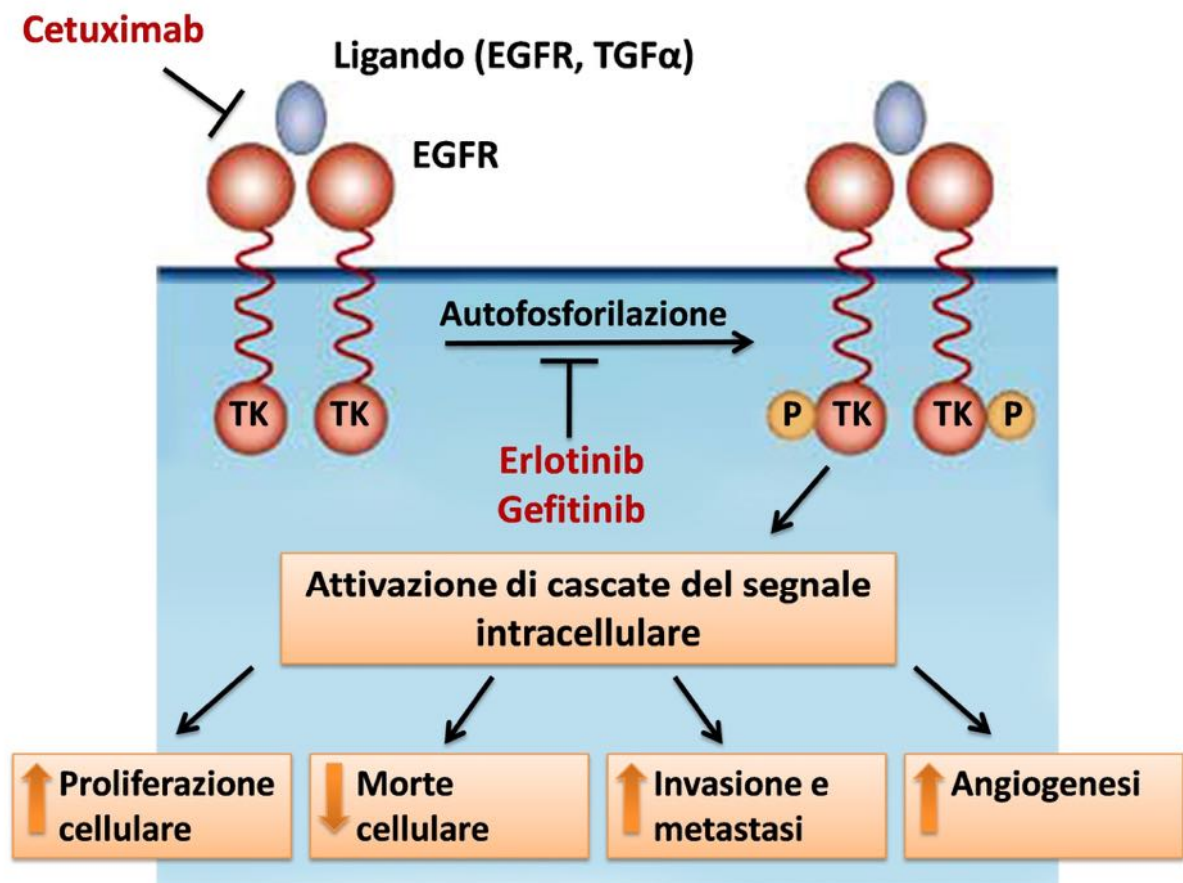 Cetuximab
Ligando (EGFR, TGFα)
EGFR
Autofosforilazione
TK
TK
P
TK
TK
P
Erlotinib
Gefitinib
Attivazione di cascate del segnale
intracellulare
Proliferazione
cellulare
Morte
cellulare
Invasione e
metastasi
Angiogenesi